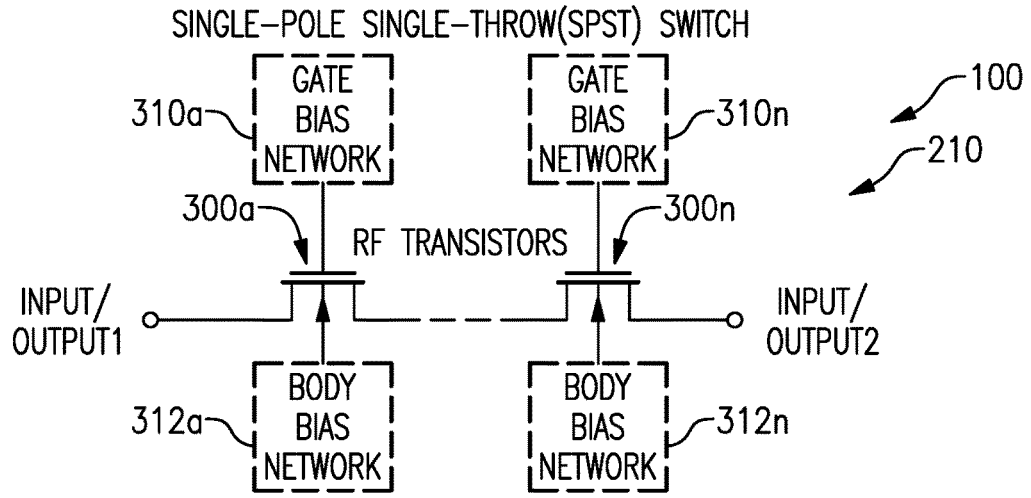 SINGLE-POLE SINGLE-THROW(SPST) SWITCH
GATE
BIAS
NETWORK
310a
GATE
BIAS
NETWORK
310n
100
210
300a
RF TRANSISTORS
300n
INPUT/
OUTPUT1
INPUT/
OUTPUT2
312a
BODY
BIAS
NETWORK
BODY
BIAS
NETWORK
312n